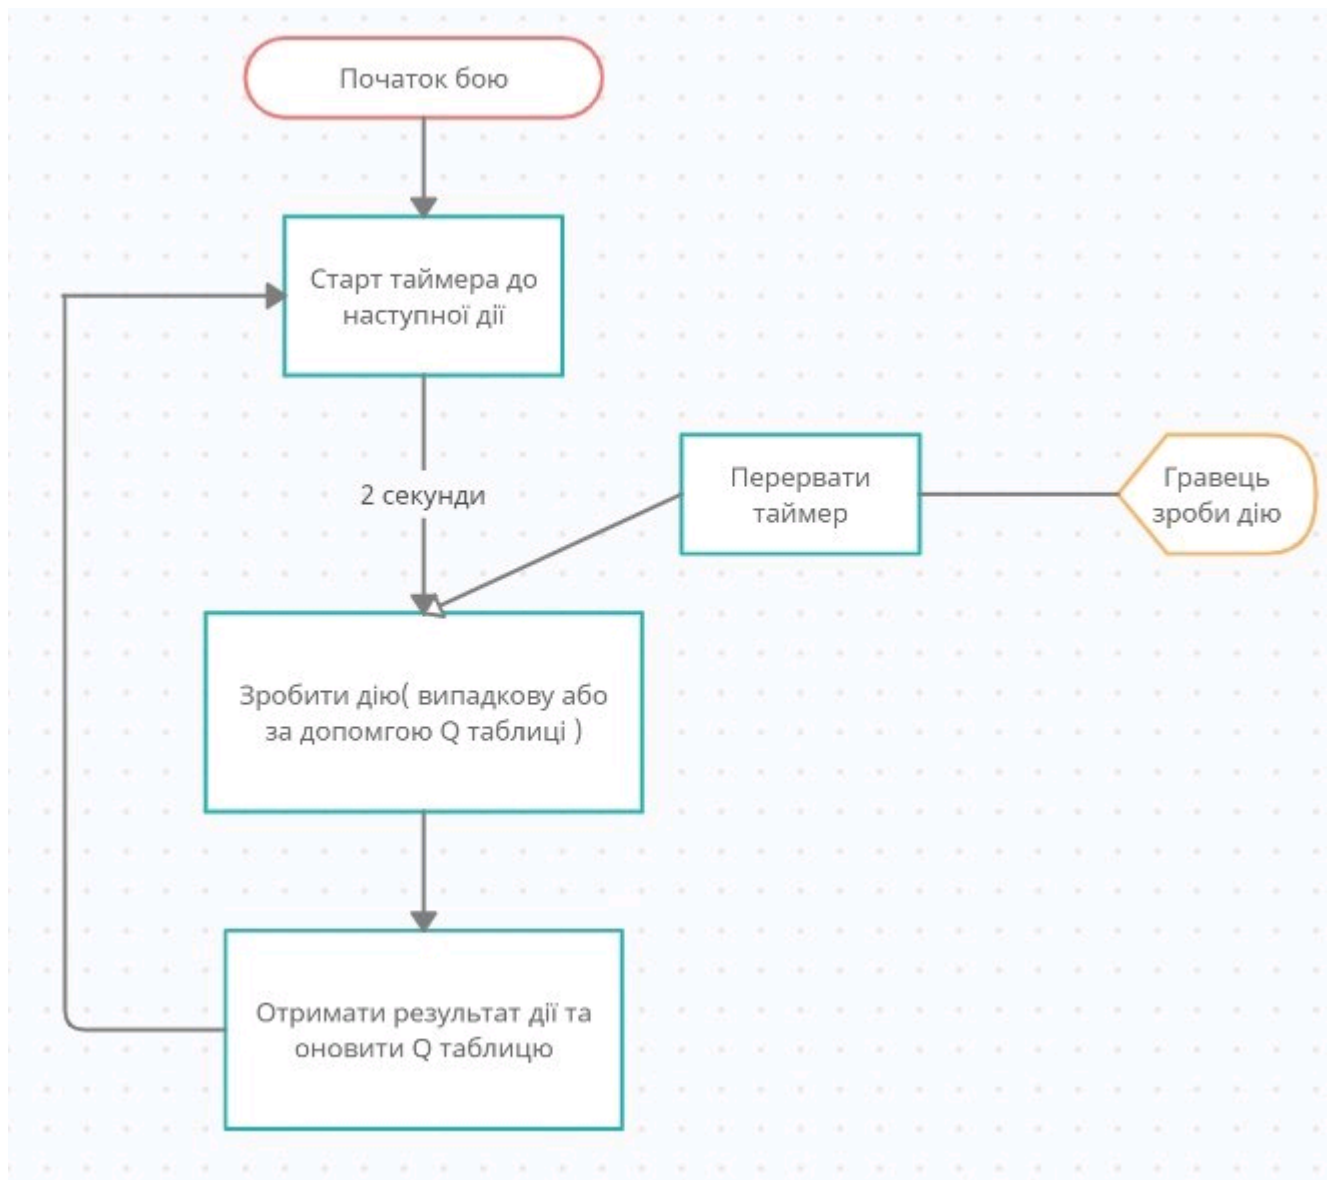 Початок бою
Старт таймера до
наступної дії
2 секунди
Перервати
таймер
Гравець
зроби дію
Зробити дію( випадкову або
за допомгою Q таблиці )
Отримати результат дії та
оновити Q таблицю